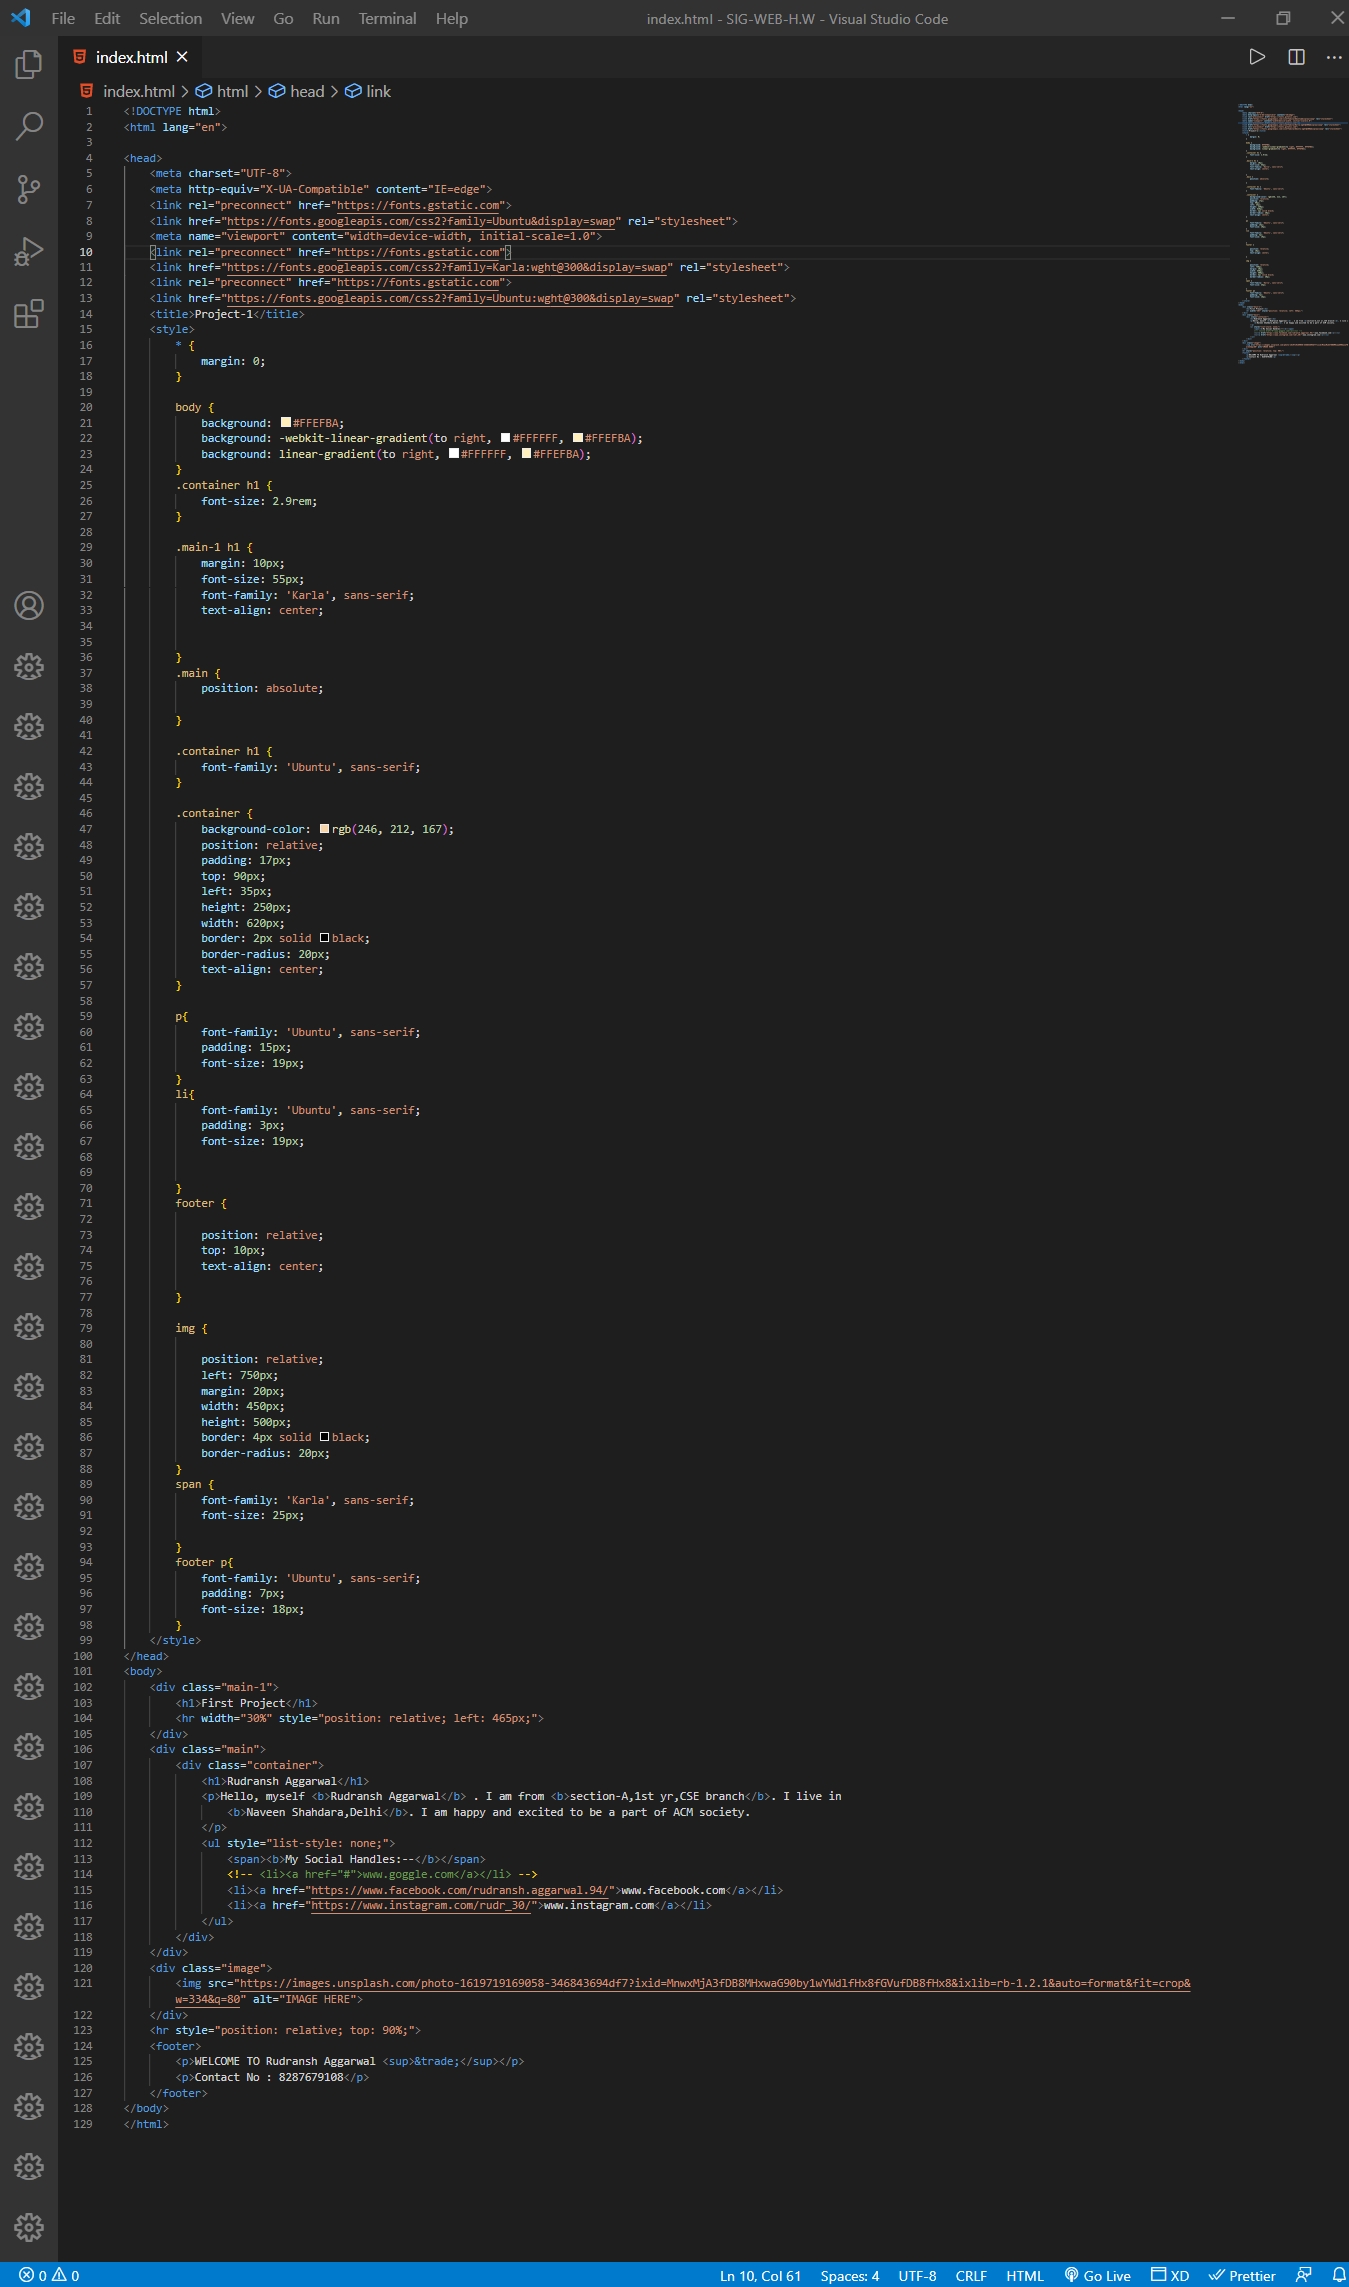 File Edit Selection View Go Run Terminal Help index.html - SIG-WEB-H.W - Visual Studio Code
index.html
index.html > html > head > link
1 <!DOCTYPE html>
2 <html lang="en">
3
4 <head>
5 <meta charset="UTF-8">
6 <meta http-equiv="X-UA-Compatible" content="IE=edge">
7 <link rel="preconnect" href="https://fonts.gstatic.com">
8 <link href="https://fonts.googleapis.com/css2?family=Ubuntu&display=swap" rel="stylesheet">
9 <meta name="viewport" content="width=device-width, initial-scale=1.0">
10 <link rel="preconnect" href="https://fonts.gstatic.com">
11 <link href="https://fonts.googleapis.com/css2?family=Karla:wght@300&display=swap" rel="stylesheet">
12 <link rel="preconnect" href="https://fonts.gstatic.com">
13 <link href="https://fonts.googleapis.com/css2?family=Ubuntu:wght@300&display=swap" rel="stylesheet">
14 <title>Project-1</title>
15 <style>
16 * {
17 margin: 0;
18 }
19
20 body {
21 background: #FFEFBA;
22 background: -webkit-linear-gradient(to right, #FFFFFF, #FFEFBA);
23 background: linear-gradient(to right, #FFFFFF, #FFEFBA);
24 }
25 .container h1 {
26 font-size: 2.9rem;
27 }
28
29 .main-1 h1 {
30 margin: 10px;
31 font-size: 55px;
32 font-family: 'Karla', sans-serif;
33 text-align: center;
34
35
36 }
37 .main {
38 position: absolute;
39
40 }
41
42 .container h1 {
43 font-family: 'Ubuntu', sans-serif;
44 }
45
46 .container {
47 background-color: rgb(246, 212, 167);
48 position: relative;
49 padding: 17px;
50 top: 90px;
51 left: 35px;
52 height: 250px;
53 width: 620px;
54 border: 2px solid black;
55 border-radius: 20px;
56 text-align: center;
57 }
58
59 p{
60 font-family: 'Ubuntu', sans-serif;
61 padding: 15px;
62 font-size: 19px;
63 }
64 li{
65 font-family: 'Ubuntu', sans-serif;
66 padding: 3px;
67 font-size: 19px;
68
69
70 }
71 footer {
72
73 position: relative;
74 top: 10px;
75 text-align: center;
76
77 }
78
79 img {
80
81 position: relative;
82 left: 750px;
83 margin: 20px;
84 width: 450px;
85 height: 500px;
86 border: 4px solid black;
87 border-radius: 20px;
88 }
89 span {
90 font-family: 'Karla', sans-serif;
91 font-size: 25px;
92
93 }
94 footer p{
95 font-family: 'Ubuntu', sans-serif;
96 padding: 7px;
97 font-size: 18px;
98 }
99 </style>
100 </head>
101 <body>
102 <div class="main-1">
103 <h1>First Project</h1>
104 <hr width="30%" style="position: relative; left: 465px;">
105 </div>
106 <div class="main">
107 <div class="container">
108 <h1>Rudransh Aggarwal</h1>
109 <p>Hello, myself <b>Rudransh Aggarwal</b> . I am from <b>section-A,1st yr,CSE branch</b>. I live in
110 <b>Naveen Shahdara,Delhi</b>. I am happy and excited to be a part of ACM society.
111 </p>
112 <ul style="list-style: none;">
113 <span><b>My Social Handles:--</b></span>
114 <!-- <li><a href="#">www.goggle.com</a></li> -->
115 <li><a href="https://www.facebook.com/rudransh.aggarwal.94/">www.facebook.com</a></li>
116 <li><a href="https://www.instagram.com/rudr_30/">www.instagram.com</a></li>
117 </ul>
118 </div>
119 </div>
120 <div class="image">
121 <img src="https://images.unsplash.com/photo-1619719169058-346843694df7?ixid=MnwxMjA3fDB8MHxwaG90by1wYWdlfHx8fGVufDB8fHx8&ixlib=rb-1.2.1&auto=format&fit=crop&
w=334&q=80" alt="IMAGE HERE">
122 </div>
123 <hr style="position: relative; top: 90%;">
124 <footer>
125 <p>WELCOME TO Rudransh Aggarwal <sup>&trade;</sup></p>
126 <p>Contact No : 8287679108</p>
127 </footer>
128 </body>
129 </html>
0 0 Ln 10, Col 61 Spaces: 4 UTF-8 CRLF HTML Go Live XD Prettier